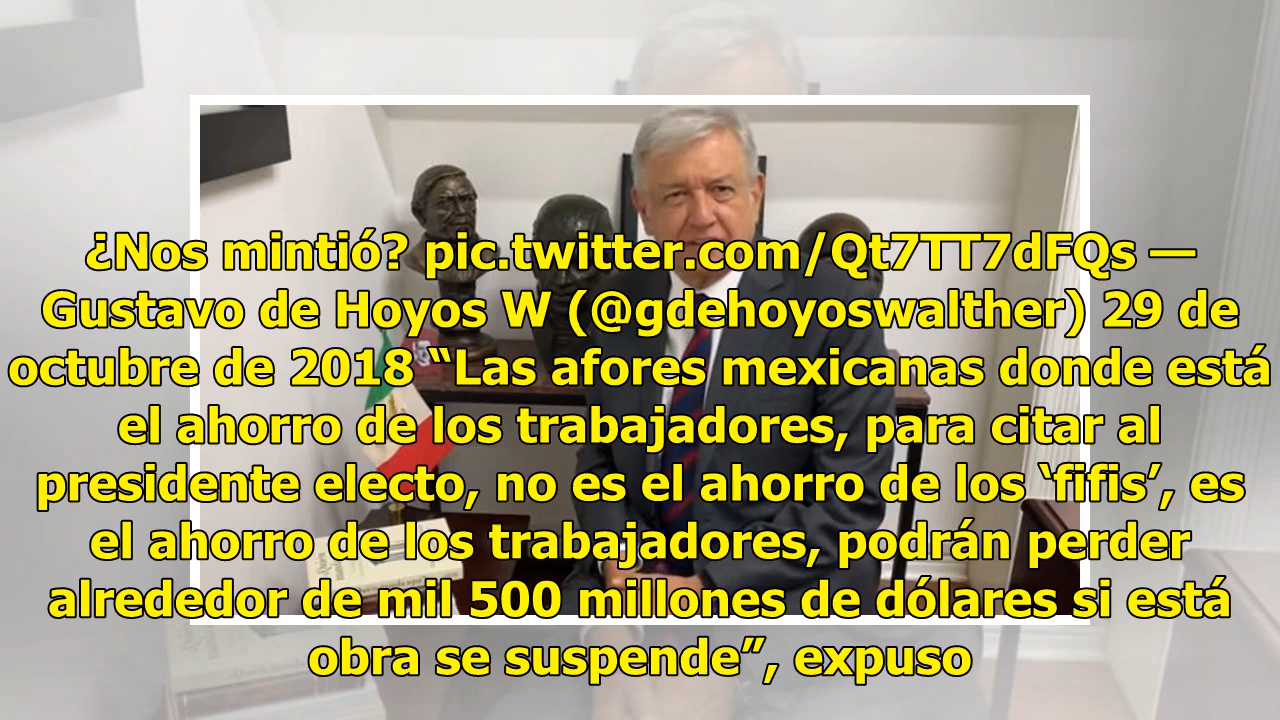 ¿Nos mintió? pic.twitter.com/Qt7TT7dFQs —
Gustavo de Hoyos W (@gdehoyoswalther) 29 de
octubre de 2018 “Las afores mexicanas donde está
el ahorro de los trabajadores, para citar al
presidente electo, no es el ahorro de los ‘fifis’, es
el ahorro de los trabajadores, podrán perder
alrededor de mil 500 millones de dólares si está
obra se suspende”, expuso